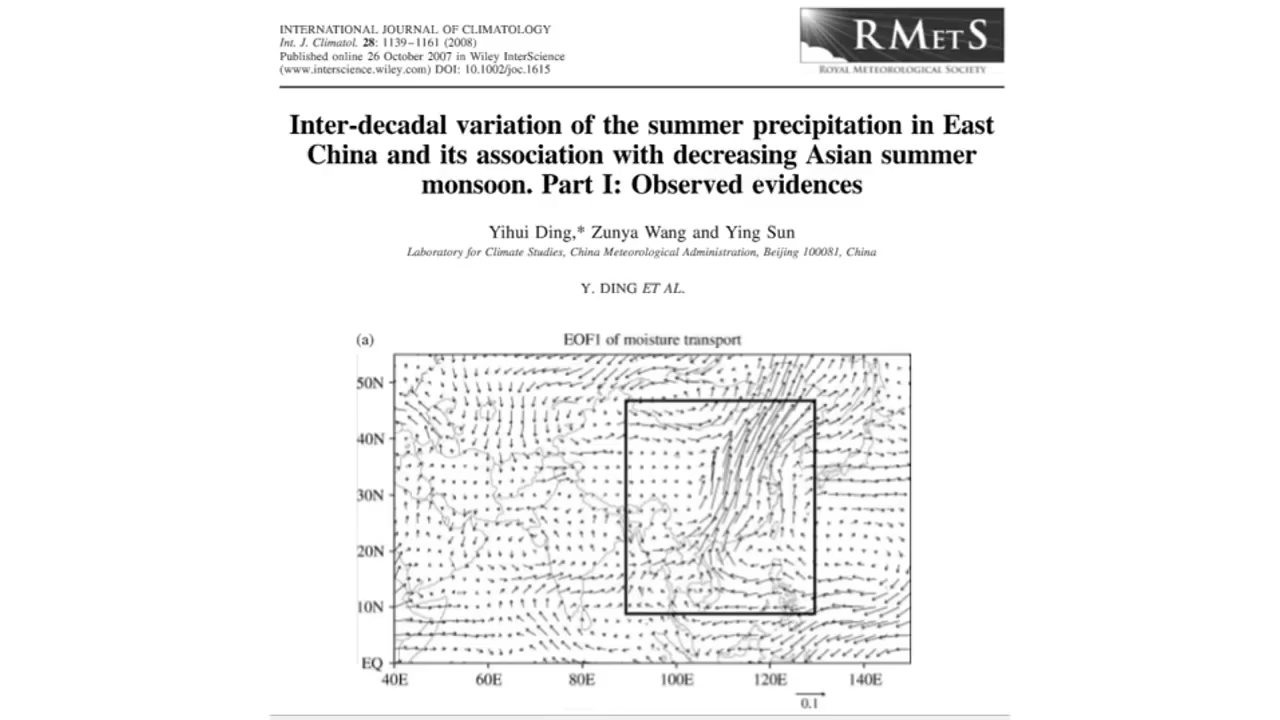 INTERNATIONAL JOURNAL OF CLIMATOLOGY
Int. J. Climatol. 28: 1139–1161 (2008)
Published online 26 October 2007 in Wiley InterScience
(www.interscience.wiley.com) DOI: 10.1002/joc.1615
RMETS
ROYAL METEOROLOGICAL SOCIETY
Inter-decadal variation of the summer precipitation in East
China and its association with decreasing Asian summer
monsoon. Part I: Observed evidences
Yihui Ding,* Zunya Wang and Ying Sun
Laboratory for Climate Studies, China Meteorological Administration, Beijing 100081, China
Y. DING ET AL.
(a) EOF1 of moisture transport
50N
40N
30N
20N
10N
EQ
40E 60E 80E 100E 120E 140E
0.1